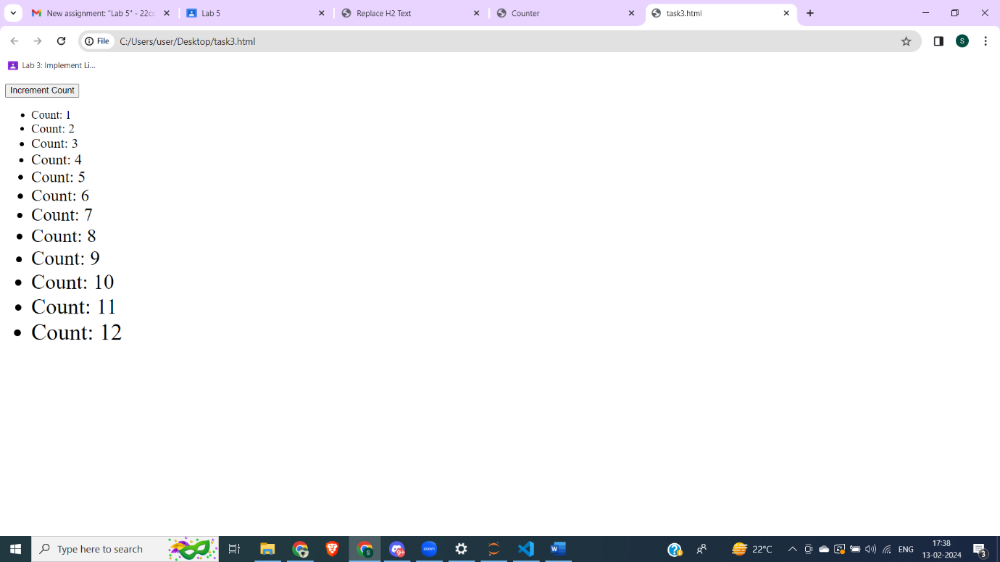 New assignment: "Lab 5" - 22cs
Lab 5
Replace H2 Text
Counter
task3.html
File
C:/Users/user/Desktop/task3.html
S
Lab 3: Implement Li...
Increment Count
Count: 1
Count: 2
Count: 3
Count: 4
Count: 5
Count: 6
Count: 7
Count: 8
Count: 9
Count: 10
Count: 11
Count: 12
Type here to search
S
9+
zoom
22°C
ENG
17:38
13-02-2024
3